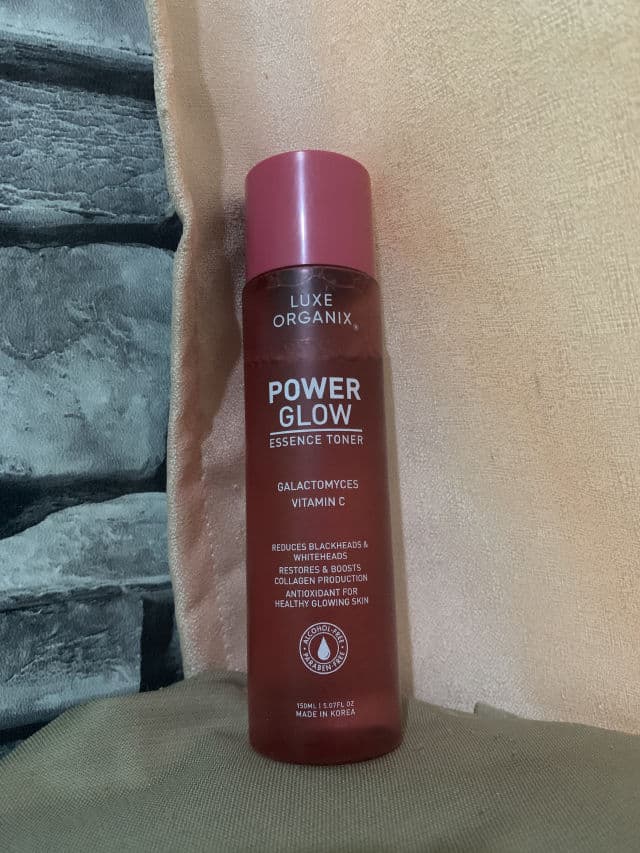 LUXE
ORGANIX®
POWER
GLOW
ESSENCE TONER
GALACTOMYCES
VITAMIN C
REDUCES BLACKHEADS &
WHITEHEADS
RESTORES & BOOSTS
COLLAGEN PRODUCTION
ANTIOXIDANT FOR
HEALTHY GLOWING SKIN
ALCOHOL-FREE
PARABEN-FREE
150ML | 5.07FL OZ
MADE IN KOREA